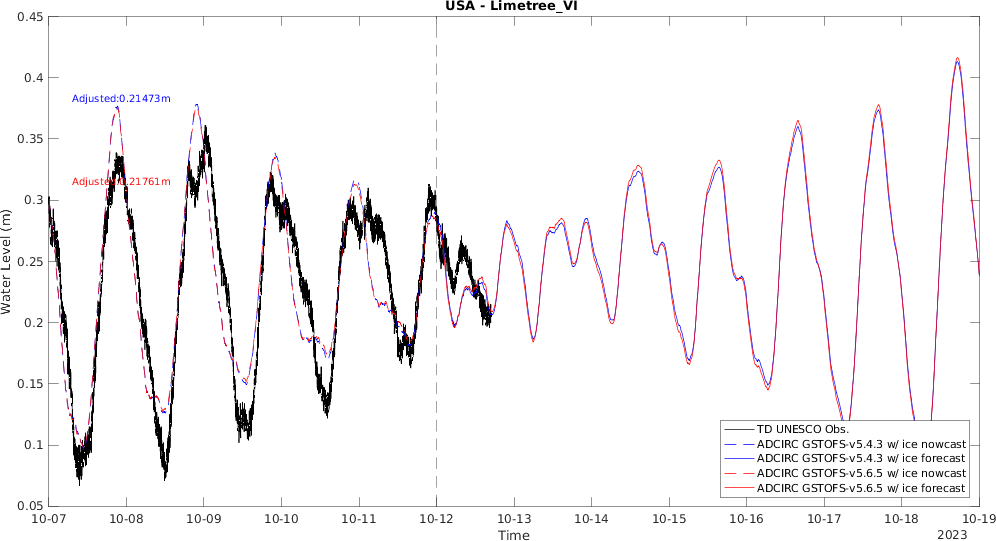 USA - Limetree_VI
Water Level (m)
0.45
0.4
0.35
0.3
0.25
0.2
0.15
0.1
0.05
Adjusted:0.21473m
Adjusted:0.21761m
TD UNESCO Obs.
ADCIRC GSTOFS-v5.4.3 w/ ice nowcast
ADCIRC GSTOFS-v5.4.3 w/ ice forecast
ADCIRC GSTOFS-v5.6.5 w/ ice nowcast
ADCIRC GSTOFS-v5.6.5 w/ ice forecast
10-07 10-08 10-09 10-10 10-11 10-12 10-13 10-14 10-15 10-16 10-17 10-18 10-19
Time
2023